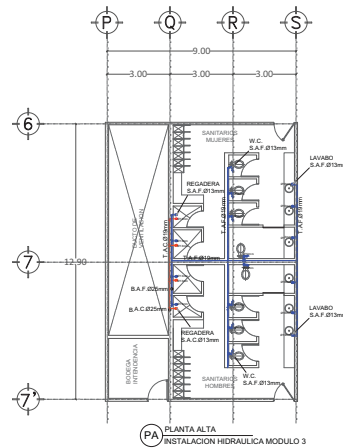 P
Q
R
S
9.00
3.00
3.00
3.00
6
SANITARIOS
MUJERES
W.C.
S.A.F.Ø13mm
LAVABO
S.A.F.Ø13mm
REGADERA
S.A.F.Ø13mm
DUCTO DE
VENTILACION
T.A.C.Ø19mm
T.A.F.Ø19mm
T.A.F.Ø19mm
12.90
7
T.A.F.Ø19mm
B.A.F.Ø25mm
B.A.C.Ø25mm
REGADERA
S.A.C.Ø13mm
LAVABO
S.A.F.Ø13mm
BODEGA
INTENDENCIA
SANITARIOS
HOMBRES
W.C.
S.A.F.Ø13mm
7'
PA
PLANTA ALTA
INSTALACION HIDRAULICA MODULO 3